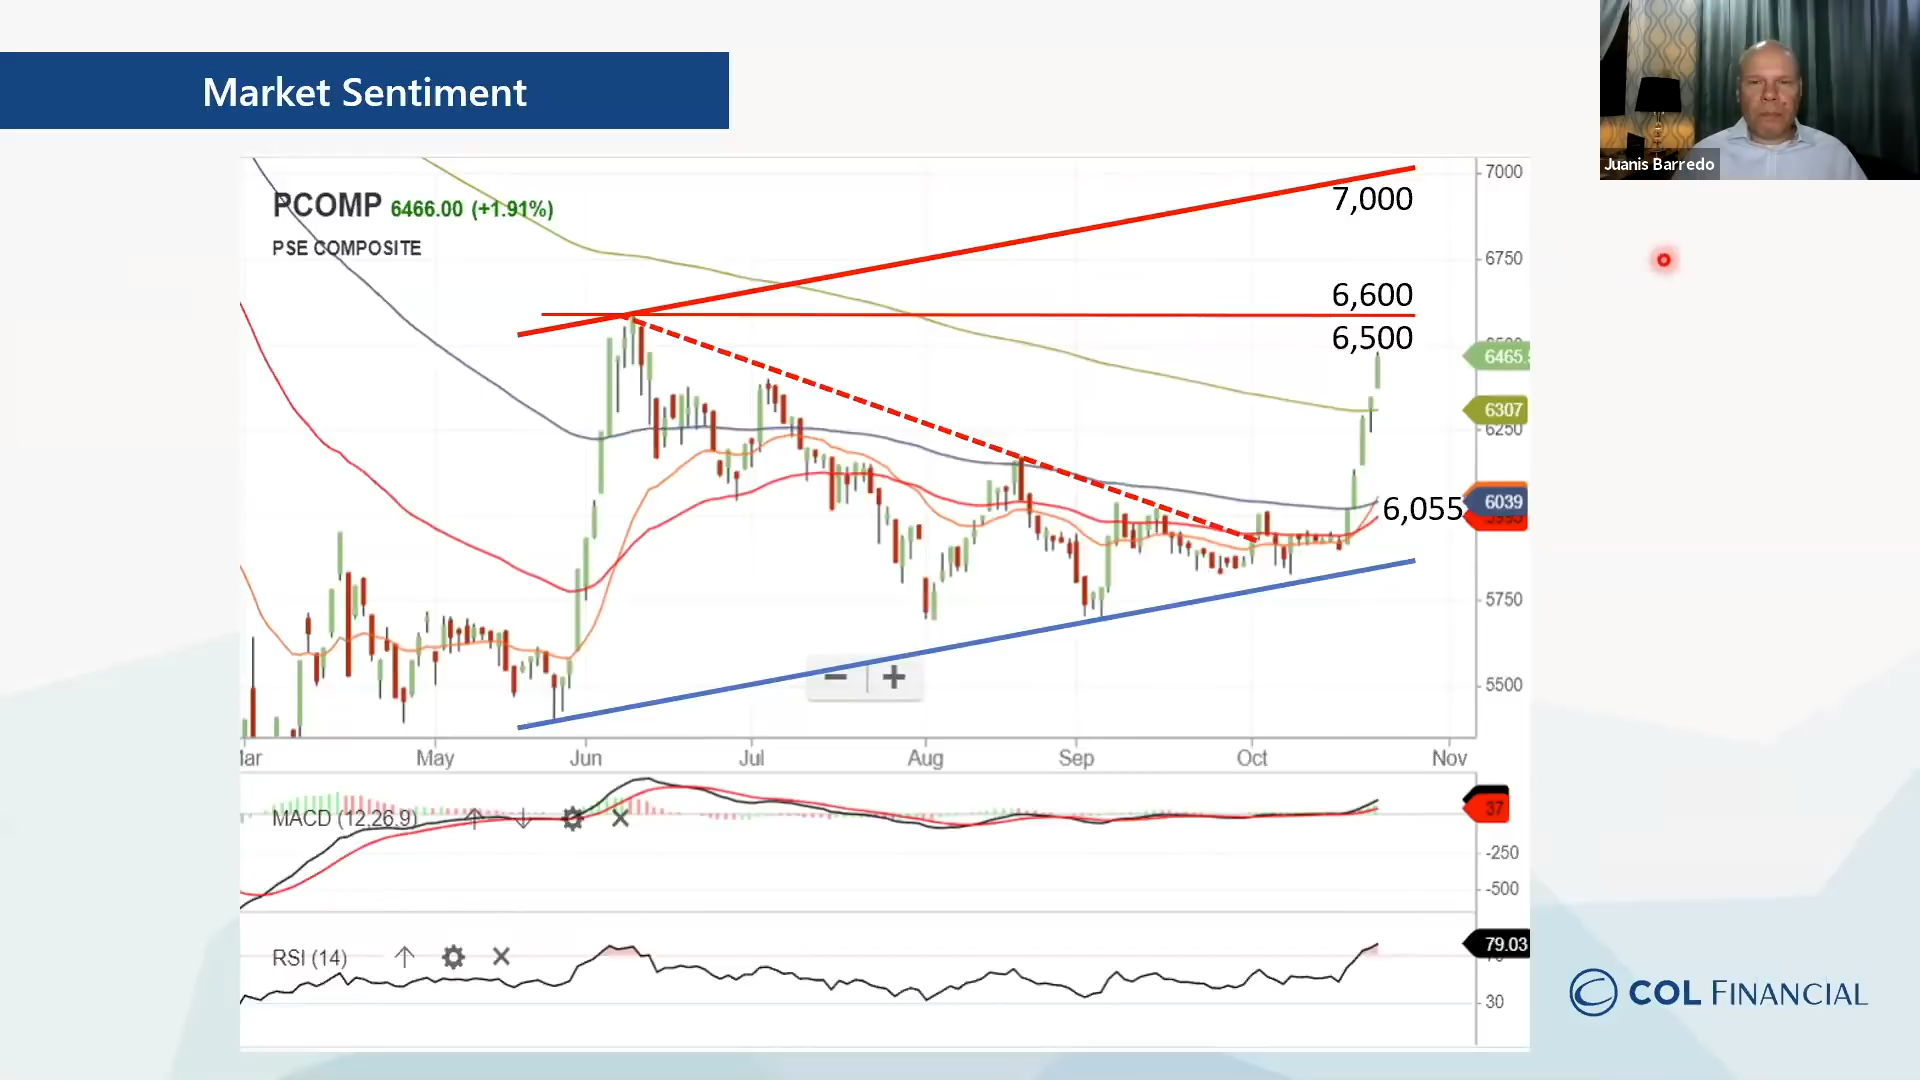 Market Sentiment
Juanis Barredo
PCOMP 6466.00 (+1.91%)
PSE COMPOSITE
7,000
6,600
6,500
6,055
7000
6750
6465.
6307
6250
6039
5750
5500
May
Jun
Jul
Aug
Sep
Oct
Nov
MACD (12,26,9)
37
-250
-500
RSI (14)
79.03
30
COL FINANCIAL